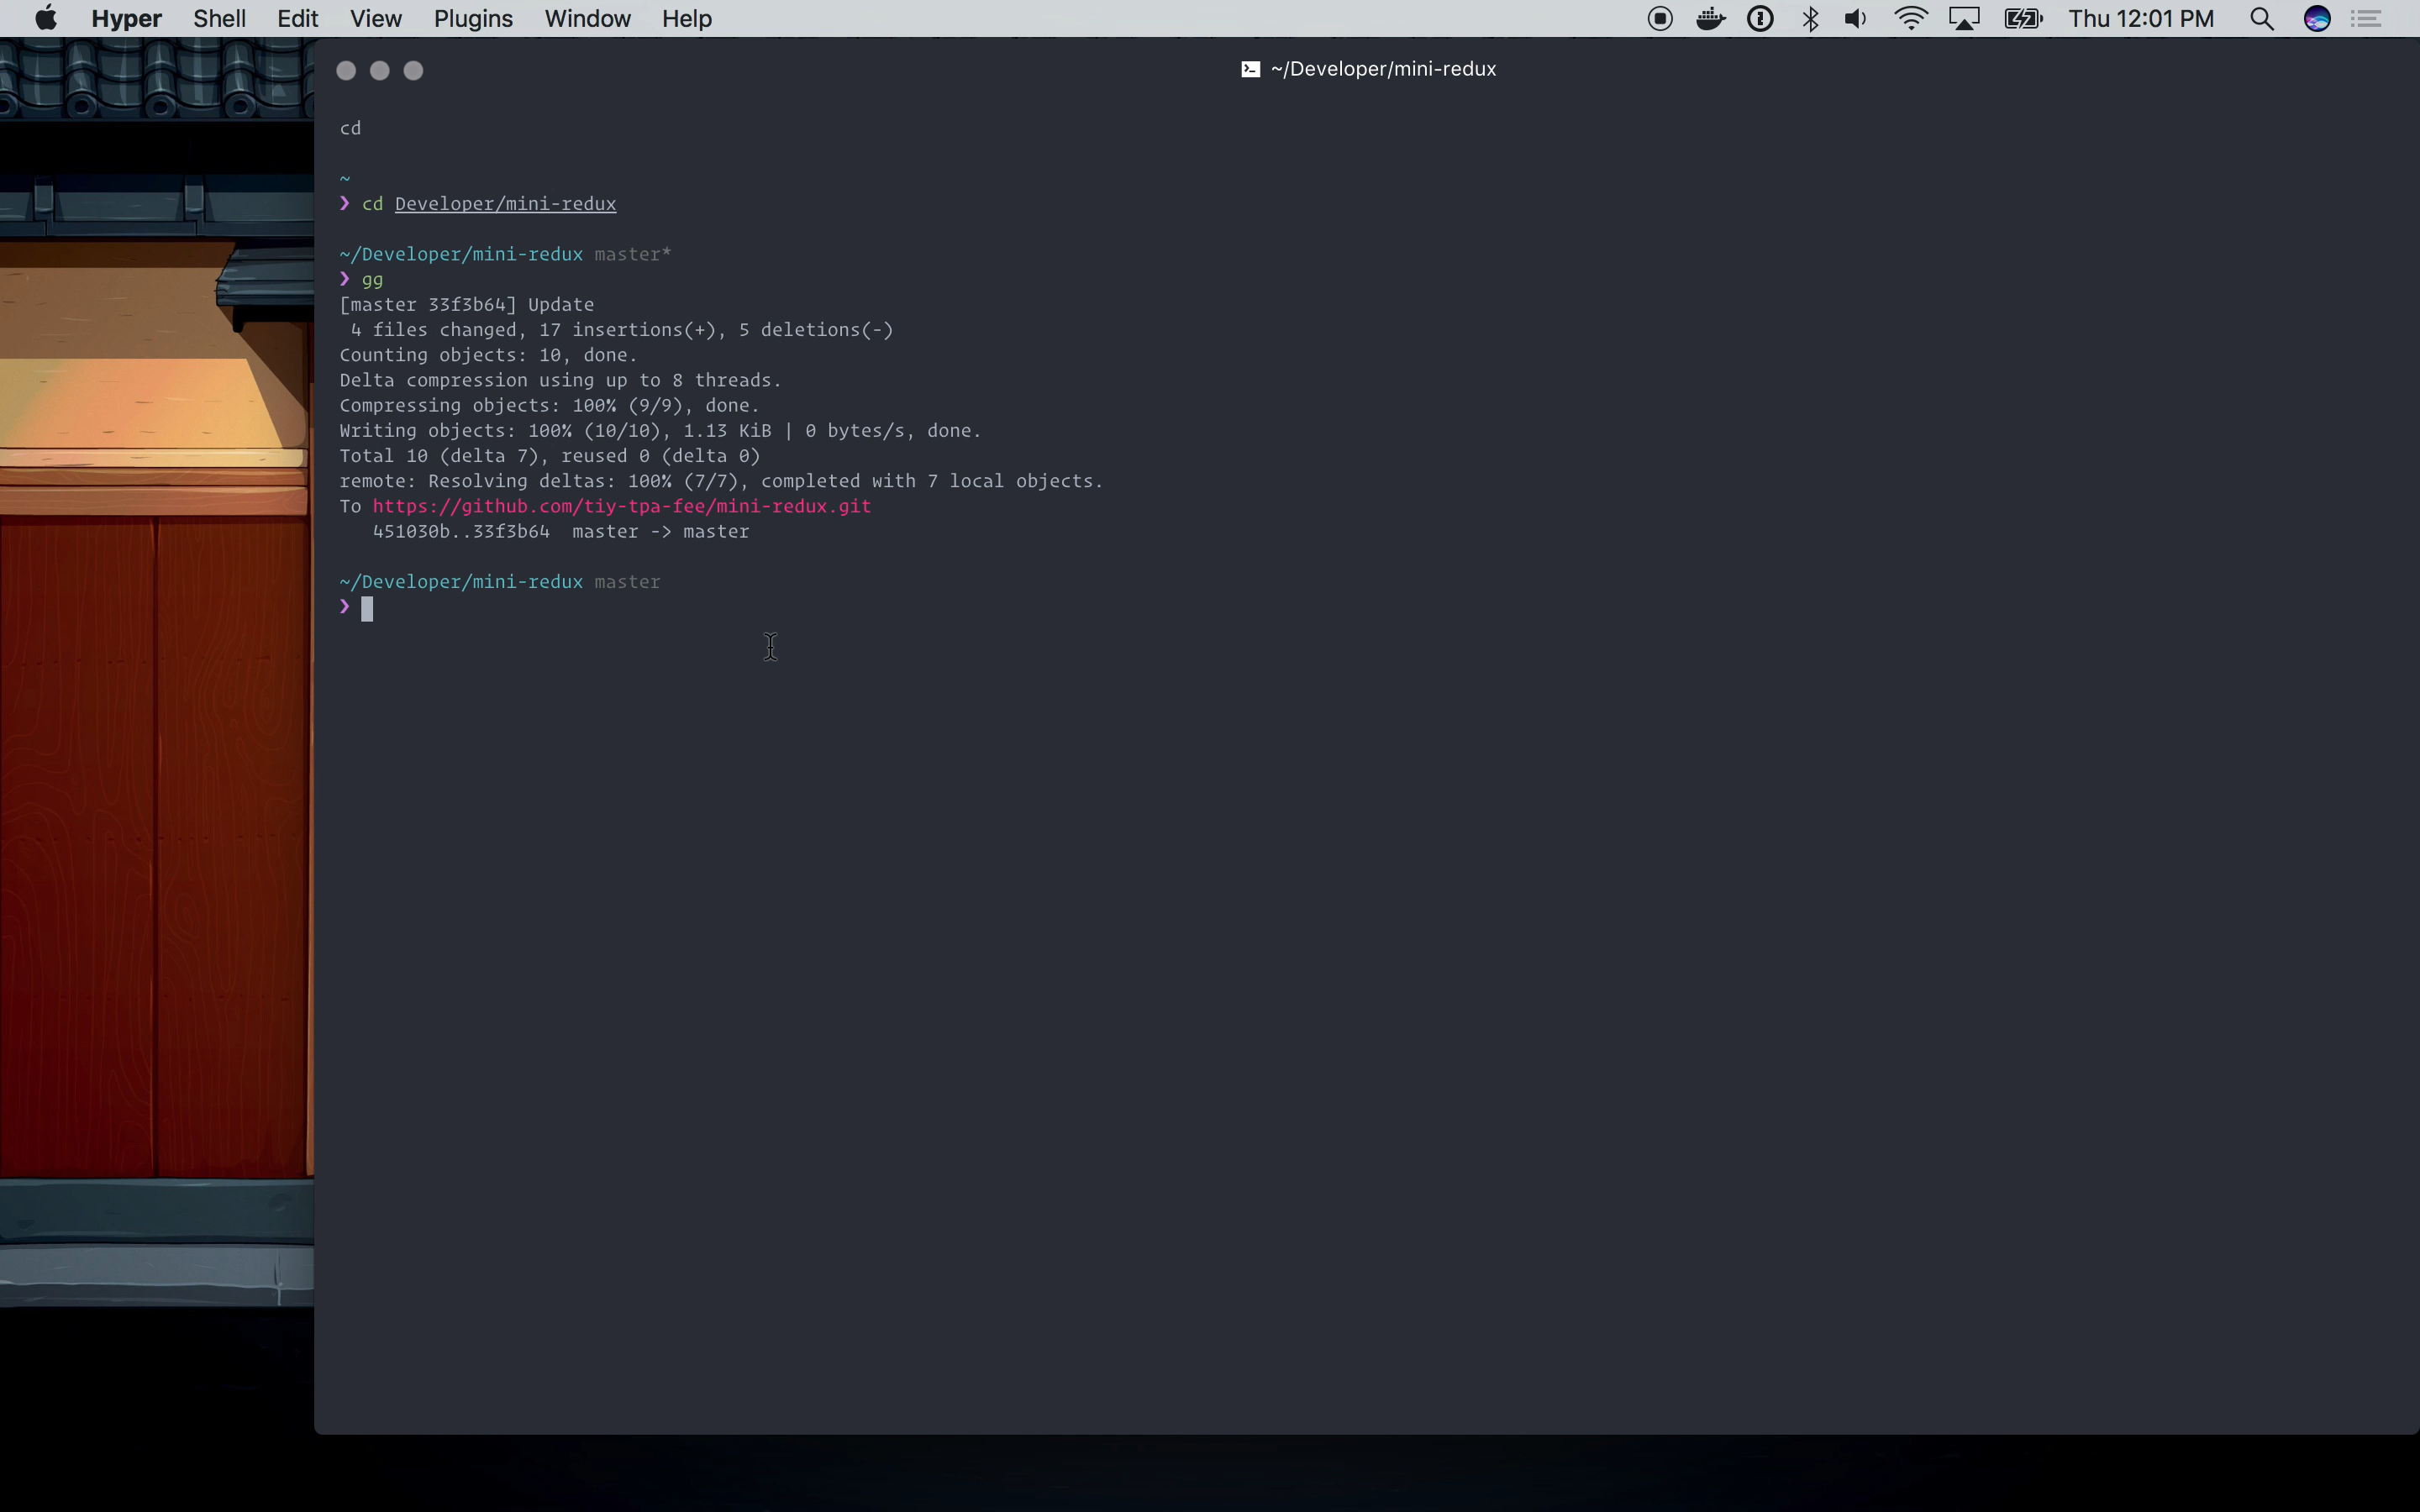 Hyper Shell Edit View Plugins Window Help Thu 12:01 PM
~/Developer/mini-redux
cd
~
❯ cd Developer/mini-redux
~/Developer/mini-redux master*
❯ gg
[master 33f3b64] Update
 4 files changed, 17 insertions(+), 5 deletions(-)
Counting objects: 10, done.
Delta compression using up to 8 threads.
Compressing objects: 100% (9/9), done.
Writing objects: 100% (10/10), 1.13 KiB | 0 bytes/s, done.
Total 10 (delta 7), reused 0 (delta 0)
remote: Resolving deltas: 100% (7/7), completed with 7 local objects.
To https://github.com/tiy-tpa-fee/mini-redux.git
   451030b..33f3b64  master -> master
~/Developer/mini-redux master
❯